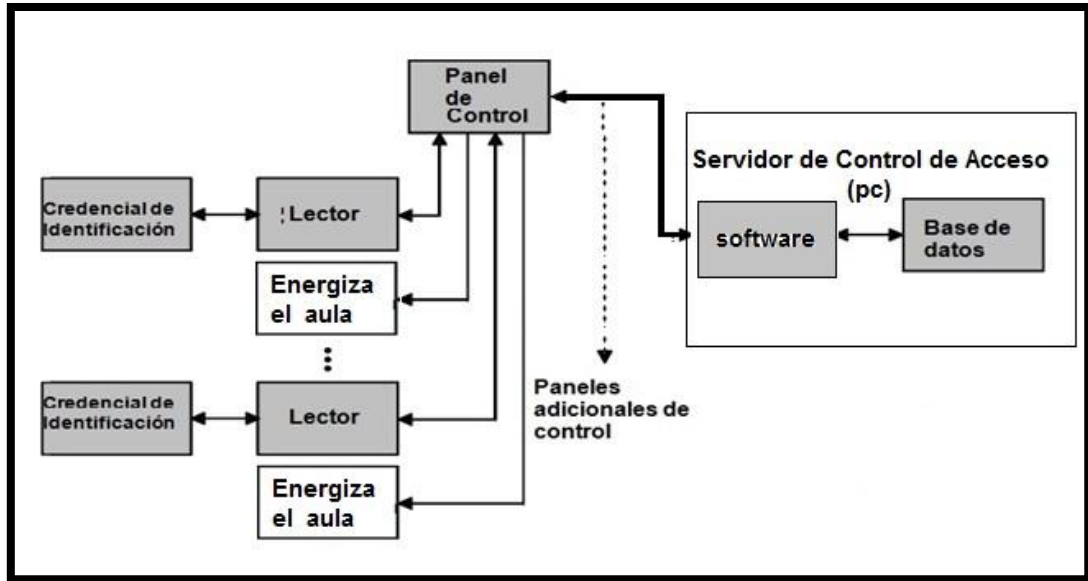 Panel
de
Control
Servidor de Control de Acceso
(pc)
software
Base de
datos
Credencial de
Identificación
Lector
Energiza
el aula
Credencial de
Identificación
Lector
Energiza
el aula
Paneles
adicionales de
control